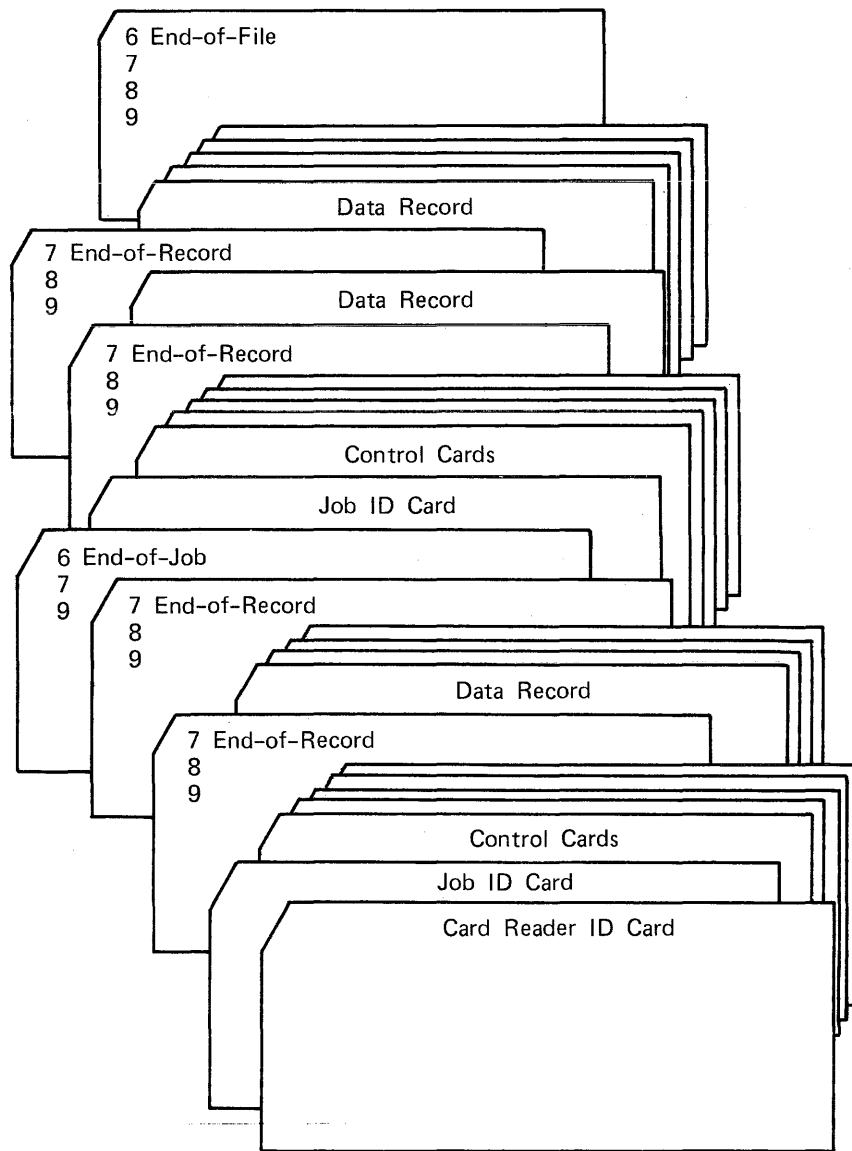 6 End-of-File
7
8
9
Data Record
7 End-of-Record
8
9
Data Record
7 End-of-Record
8
9
Control Cards
Job ID Card
6 End-of-Job
7
9
7 End-of-Record
8
9
Data Record
7 End-of-Record
8
9
Control Cards
Job ID Card
Card Reader ID Card